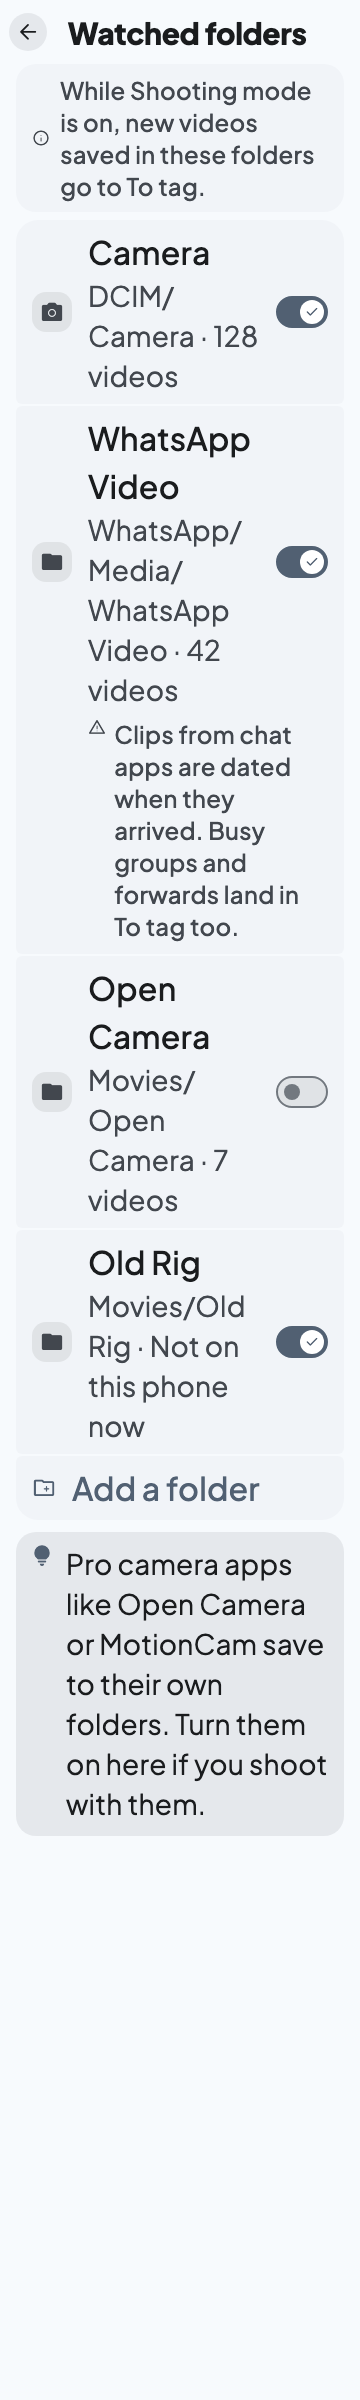 Watched folders
While Shooting mode
is on, new videos
saved in these folders
go to To tag.
Camera
DCIM/
Camera · 128
videos
WhatsApp
Video
WhatsApp/
Media/
WhatsApp
Video · 42
videos
Clips from chat
apps are dated
when they
arrived. Busy
groups and
forwards land in
To tag too.
Open
Camera
Movies/
Open
Camera · 7
videos
Old Rig
Movies/Old
Rig · Not on
this phone
now
Add a folder
Pro camera apps
like Open Camera
or MotionCam save
to their own
folders. Turn them
on here if you shoot
with them.